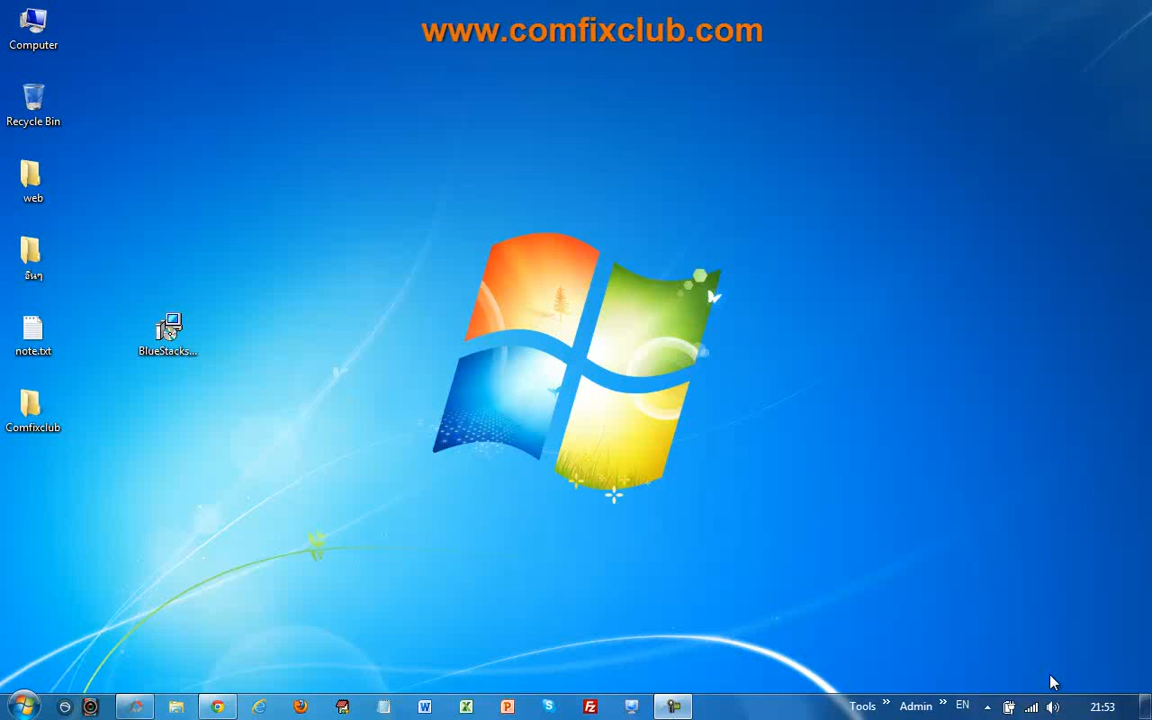 www.comfixclub.com
Computer
Recycle Bin
web
อื่นๆ
note.txt
BlueStacks...
Comfixclub
Tools »
Admin »
EN
21:53